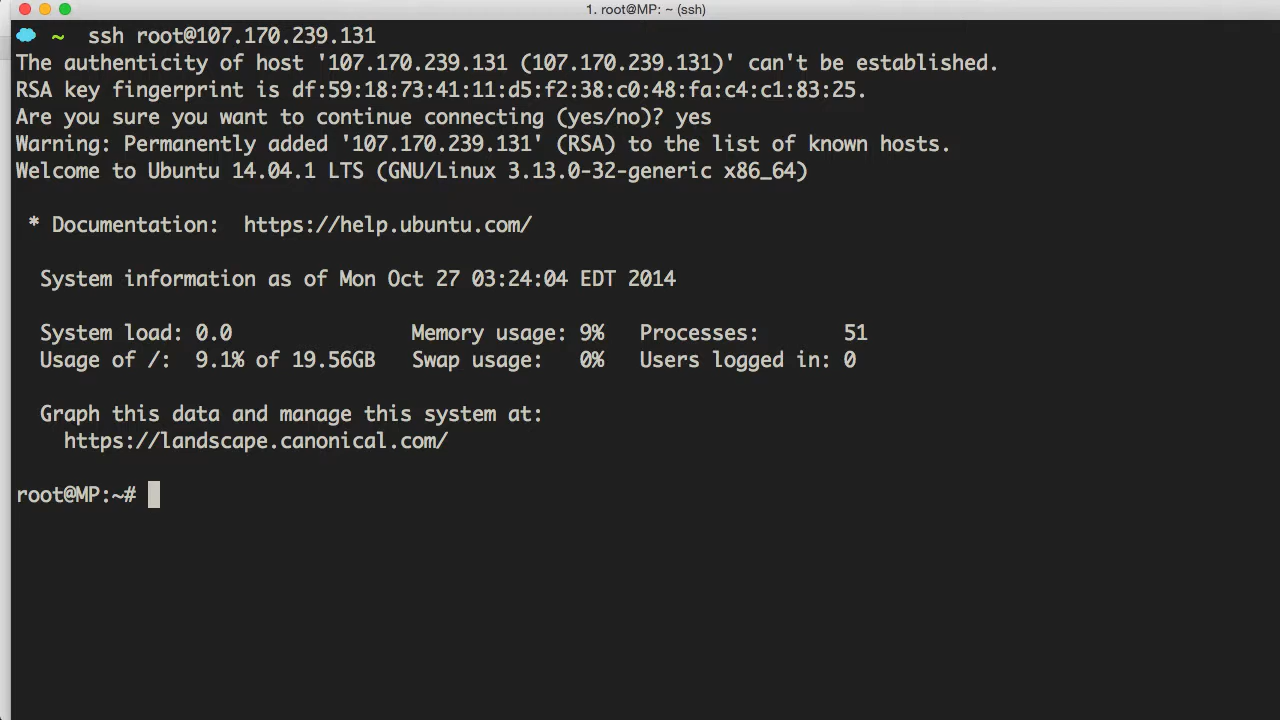 1. root@MP: ~ (ssh)
~ ssh root@107.170.239.131
The authenticity of host '107.170.239.131 (107.170.239.131)' can't be established.
RSA key fingerprint is df:59:18:73:41:11:d5:f2:38:c0:48:fa:c4:c1:83:25.
Are you sure you want to continue connecting (yes/no)? yes
Warning: Permanently added '107.170.239.131' (RSA) to the list of known hosts.
Welcome to Ubuntu 14.04.1 LTS (GNU/Linux 3.13.0-32-generic x86_64)
* Documentation: https://help.ubuntu.com/
System information as of Mon Oct 27 03:24:04 EDT 2014
System load: 0.0 Memory usage: 9% Processes: 51
Usage of /: 9.1% of 19.56GB Swap usage: 0% Users logged in: 0
Graph this data and manage this system at:
https://landscape.canonical.com/
root@MP:~#